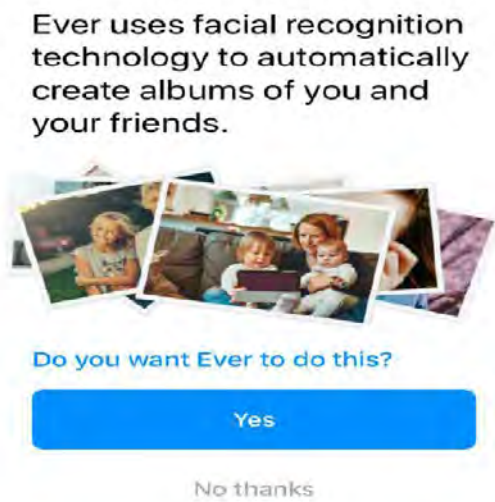 Ever uses facial recognition
technology to automatically
create albums of you and
your friends.
Do you want Ever to do this?
Yes
No thanks